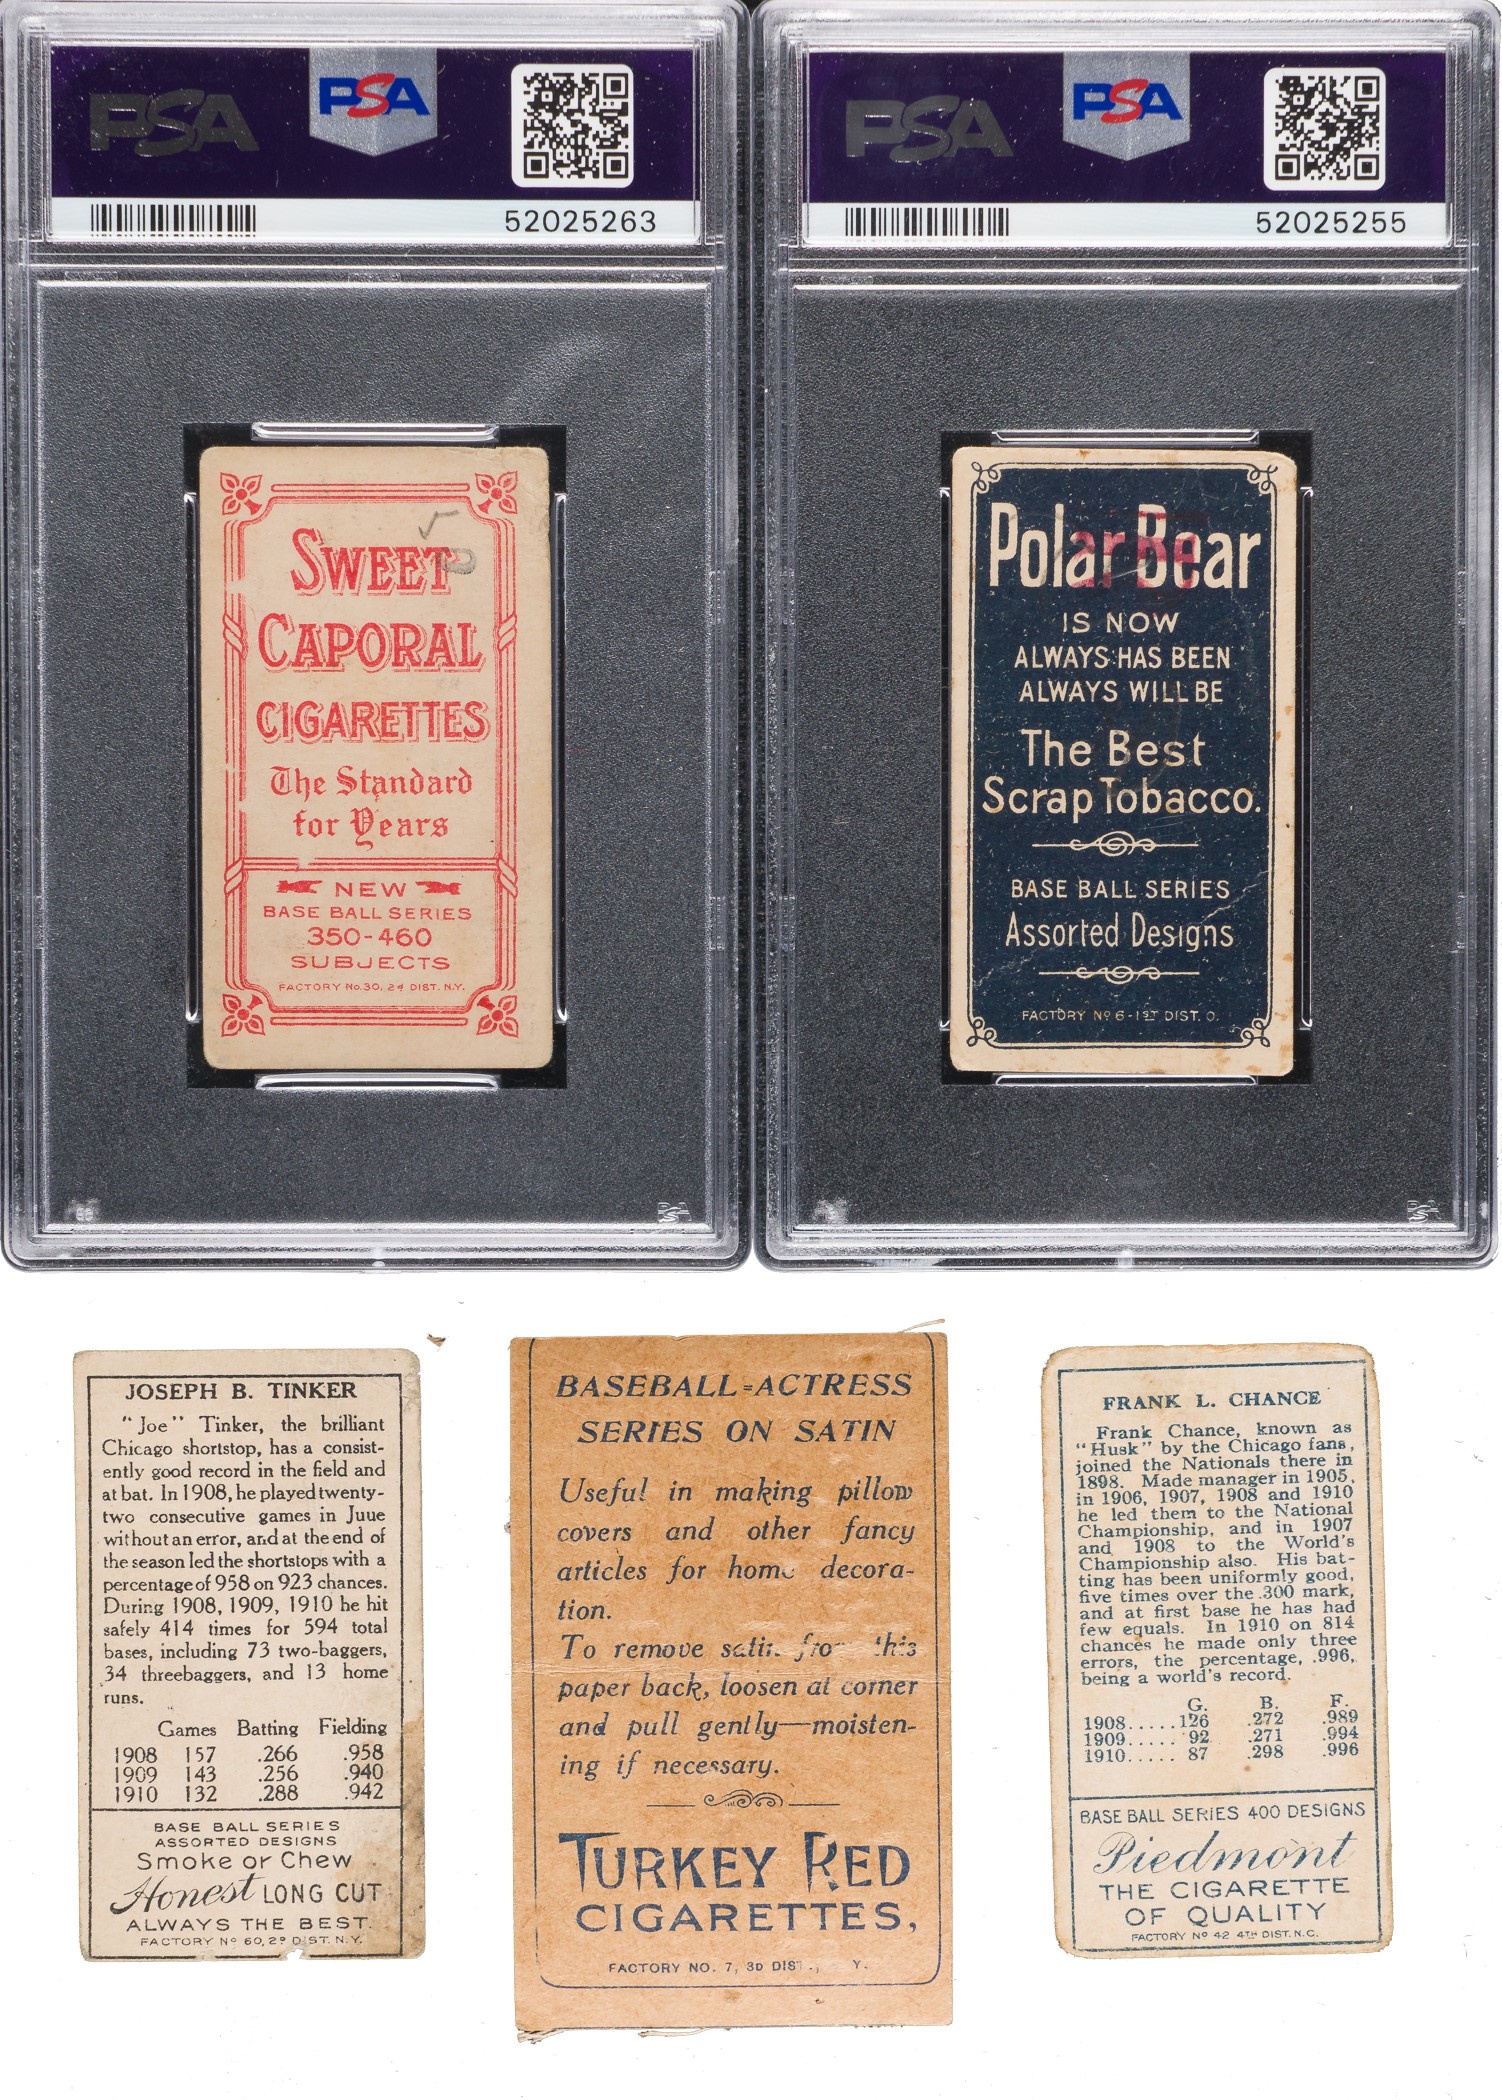 PSA
PSA
52025263
PSA
PSA
52025255
SWEET
CAPORAL
CIGARETTES
The Standard
for Years
NEW
BASE BALL SERIES
350-460
SUBJECTS
FACTORY No. 30, 2d DIST. N.Y.
Polar Bear
IS NOW
ALWAYS HAS BEEN
ALWAYS WILL BE
The Best
Scrap Tobacco.
BASE BALL SERIES
Assorted Designs
FACTORY No 6 - 1ST DIST. O.
JOSEPH B. TINKER
"Joe" Tinker, the brilliant
Chicago shortstop, has a consist-
ently good record in the field and
at bat. In 1908, he played twenty-
two consecutive games in Juue
without an error, and at the end of
the season led the shortstops with a
percentage of 958 on 923 chances.
During 1908, 1909, 1910 he hit
safely 414 times for 594 total
bases, including 73 two-baggers,
34 threebaggers, and 13 home
runs.
Games Batting Fielding
1908 157 .266 .958
1909 143 .256 .940
1910 132 .288 .942
BASE BALL SERIES
ASSORTED DESIGNS
Smoke or Chew
Honest LONG CUT
ALWAYS THE BEST.
FACTORY No 60, 2D DIST. N.Y.
BASEBALL=ACTRESS
SERIES ON SATIN
Useful in making pillow
covers and other fancy
articles for home decora-
tion.
To remove satin from this
paper back, loosen at corner
and pull gently—moisten-
ing if necessary.
TURKEY RED
CIGARETTES,
FACTORY NO. 7, 3D DIST., Y.
FRANK L. CHANCE
Frank Chance, known as
"Husk" by the Chicago fans,
joined the Nationals there in
1898. Made manager in 1905,
in 1906, 1907, 1908 and 1910
he led them to the National
Championship, and in 1907
and 1908 to the World's
Championship also. His bat-
ting has been uniformly good,
five times over the .300 mark,
and at first base he has had
few equals. In 1910 on 814
chances he made only three
errors, the percentage, .996,
being a world's record.
G. B. F.
1908.....126 .272 .989
1909..... 92 .271 .994
1910..... 87 .298 .996
BASE BALL SERIES 400 DESIGNS
Piedmont
THE CIGARETTE
OF QUALITY
FACTORY No 42 4TH DIST. N.C.